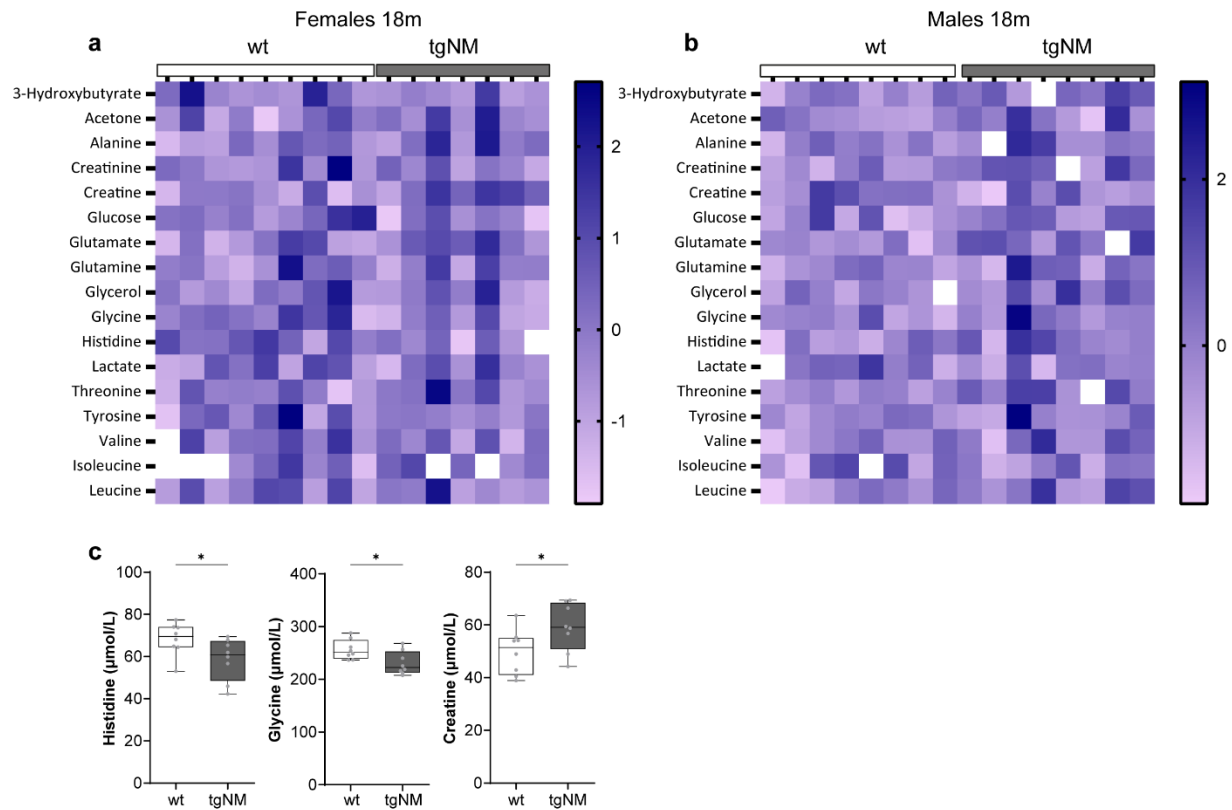 Females 18m
Males 18m
a
wt
tgNM
b
wt
tgNM
3-Hydroxybutyrate
Acetone
Alanine
Creatinine
Creatine
Glucose
Glutamate
Glutamine
Glycerol
Glycine
Histidine
Lactate
Threonine
Tyrosine
Valine
Isoleucine
Leucine
2
1
0
-1
3-Hydroxybutyrate
Acetone
Alanine
Creatinine
Creatine
Glucose
Glutamate
Glutamine
Glycerol
Glycine
Histidine
Lactate
Threonine
Tyrosine
Valine
Isoleucine
Leucine
2
0
c
Histidine (µmol/L)
100
80
60
40
20
0
*
wt
tgNM
Glycine (µmol/L)
400
300
200
100
0
*
wt
tgNM
Creatine (µmol/L)
80
60
40
20
0
*
wt
tgNM